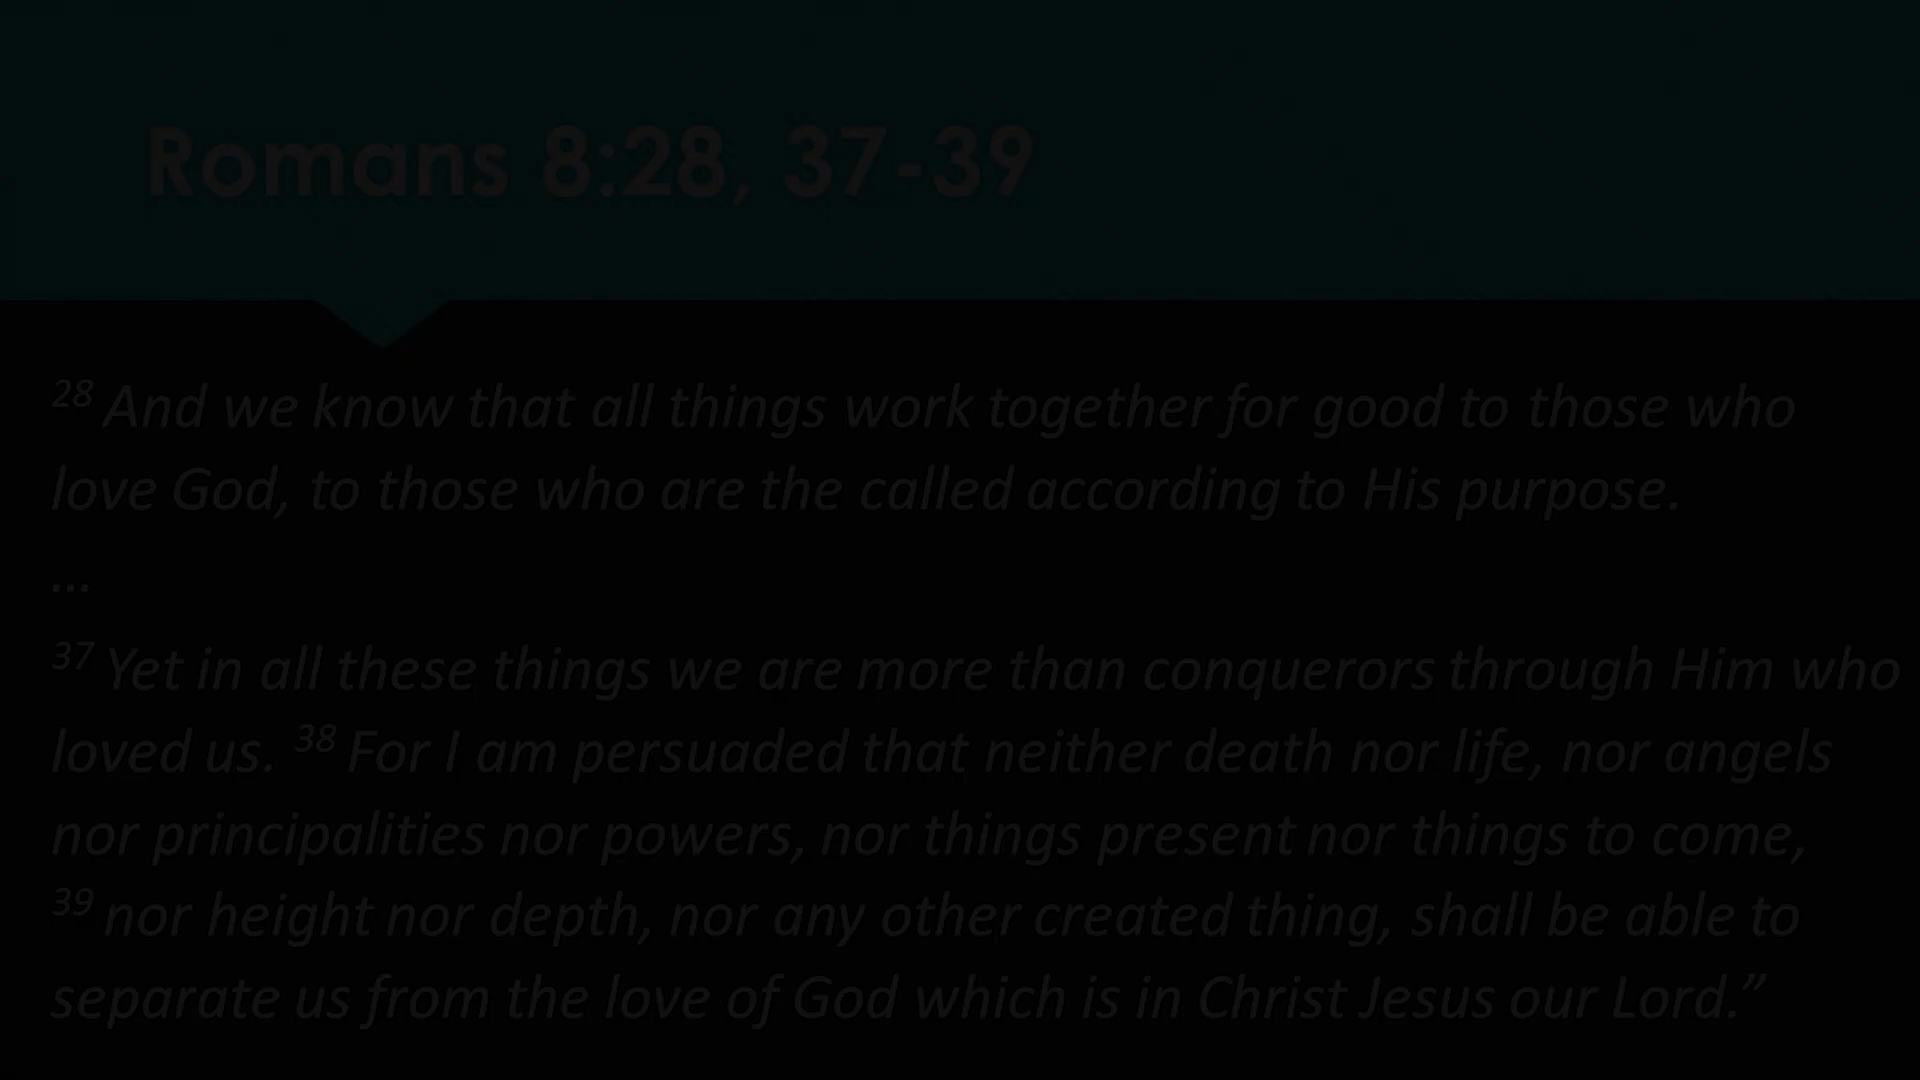 Romans 8:28, 37-39
28 And we know that all things work together for good to those who
love God, to those who are the called according to His purpose.
...
37 Yet in all these things we are more than conquerors through Him who
loved us. 38 For I am persuaded that neither death nor life, nor angels
nor principalities nor powers, nor things present nor things to come,
39 nor height nor depth, nor any other created thing, shall be able to
separate us from the love of God which is in Christ Jesus our Lord.”